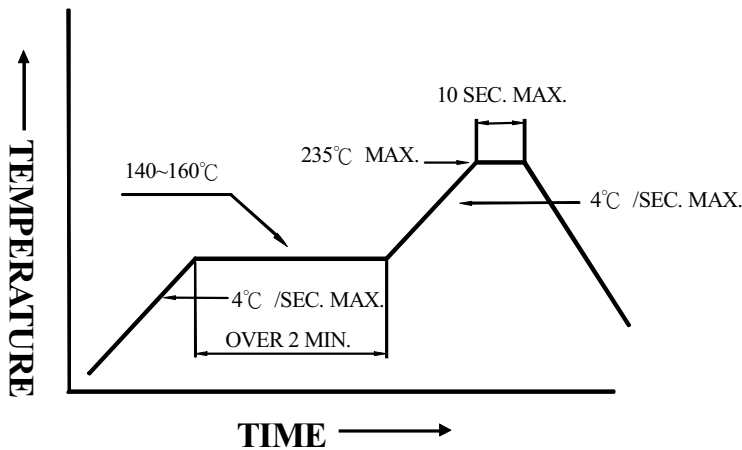 10 SEC. MAX.
235℃ MAX.
140~160℃
4℃ /SEC. MAX.
4℃ /SEC. MAX.
OVER 2 MIN.
TEMPERATURE
TIME